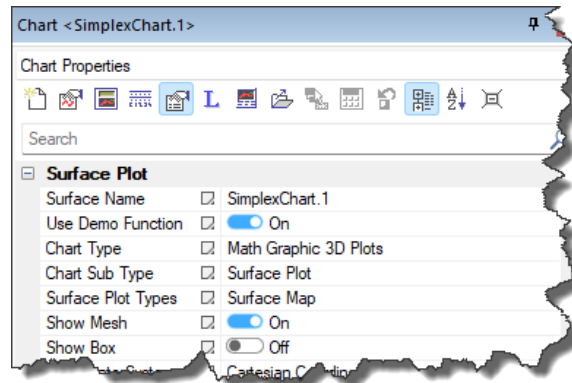 Chart <SimplexChart.1>
Chart Properties
L
Search
Surface Plot
Surface Name SimplexChart.1
Use Demo Function On
Chart Type Math Graphic 3D Plots
Chart Sub Type Surface Plot
Surface Plot Types Surface Map
Show Mesh On
Show Box Off
Cartesian